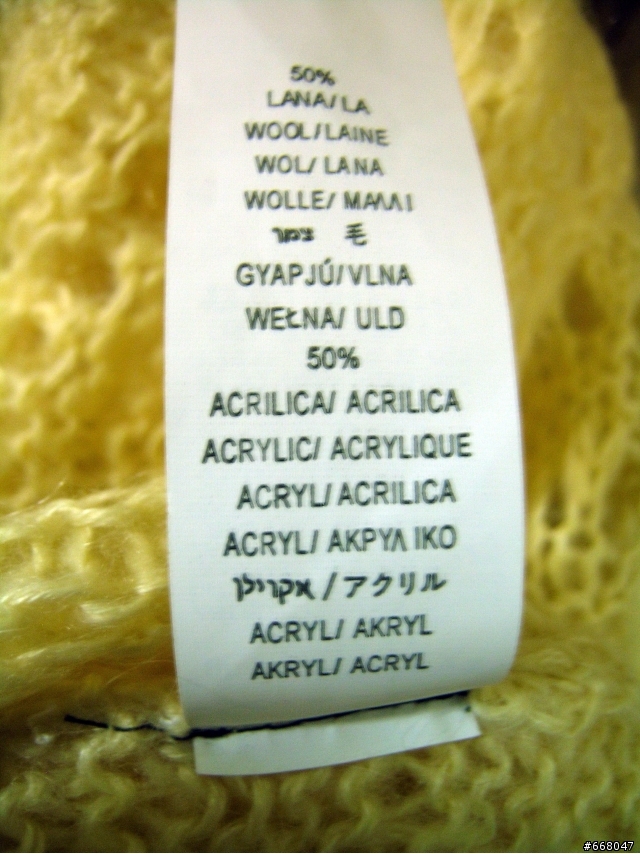 50%
LANA/LA
WOOL/LAINE
WOL/ LANA
WOLLE/ ΜΑΛΛΙ
צמר 毛
GYAPJÚ/VLNA
WEŁNA/ ULD
50%
ACRILICA/ ACRILICA
ACRYLIC/ ACRYLIQUE
ACRYL/ ACRILICA
ACRYL/ ΑΚΡΥΛ ΙΚΟ
אקרילן / アクリル
ACRYL/ AKRYL
AKRYL/ ACRYL
#668047